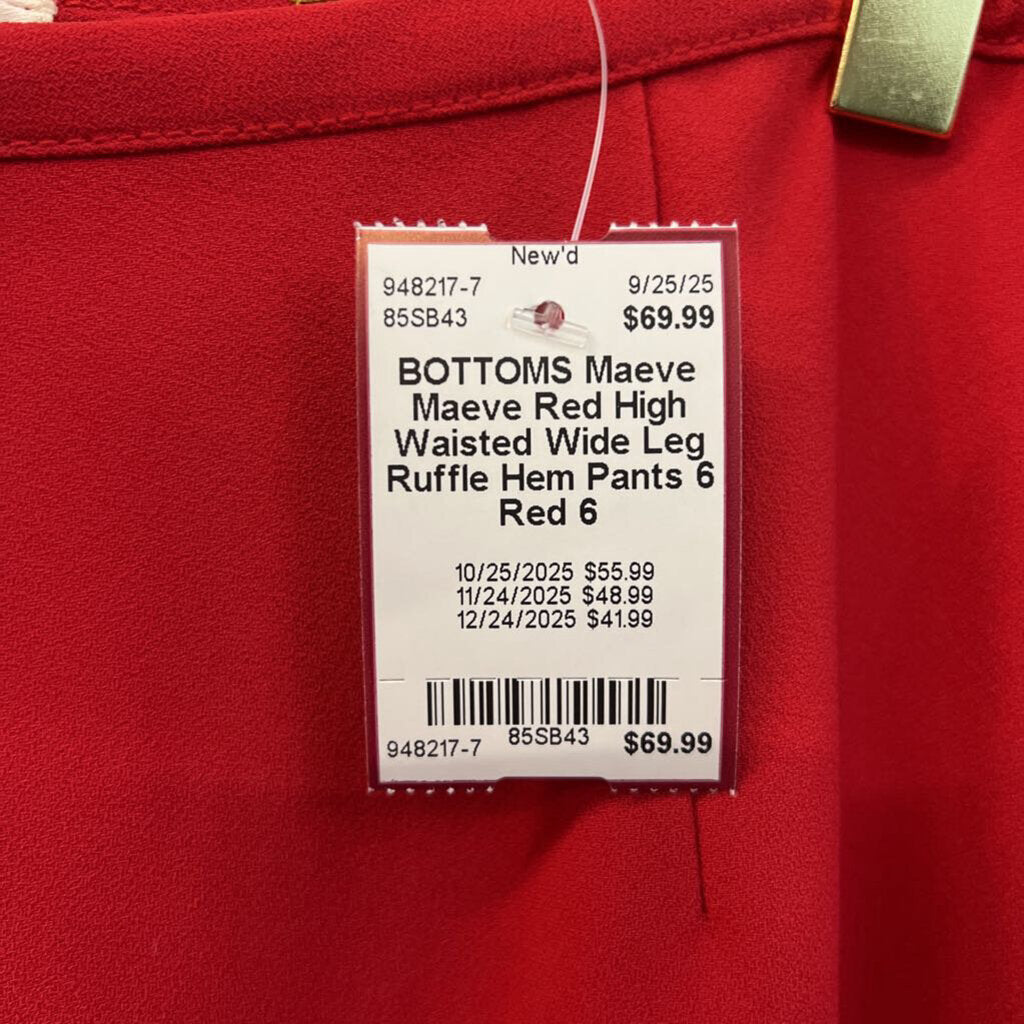 New'd
948217-7 9/25/25
85SB43 $69.99
BOTTOMS Maeve
Maeve Red High
Waisted Wide Leg
Ruffle Hem Pants 6
Red 6
10/25/2025 $55.99
11/24/2025 $48.99
12/24/2025 $41.99
948217-7 85SB43 $69.99